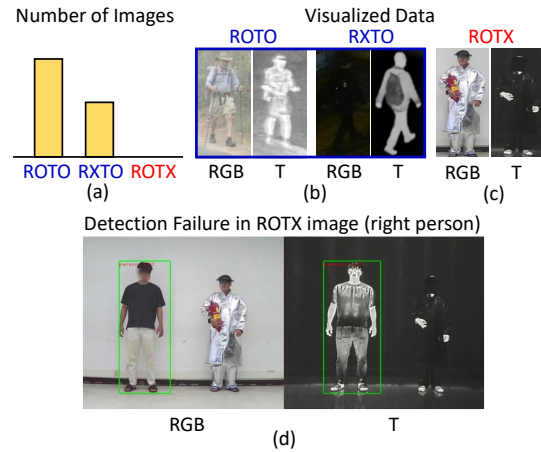 Number of Images
Visualized Data
ROTO RXTO ROTX
RGB T RGB T RGB T
ROTO RXTO ROTX
(a) (b) (c)
Detection Failure in ROTX image (right person)
person
RGB T
(d)